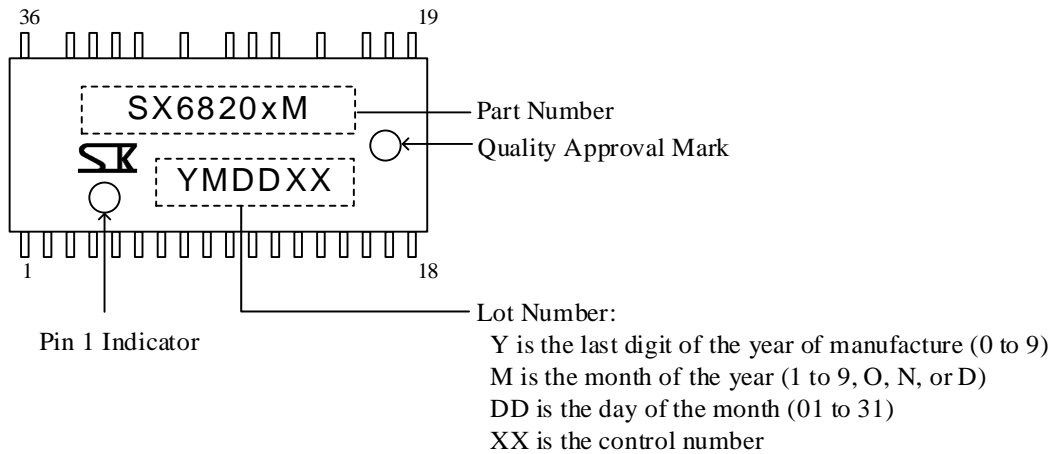 36 19
SX6820xM
Part Number
Quality Approval Mark
SK
YMDDXX
1 18
Pin 1 Indicator
Lot Number:
Y is the last digit of the year of manufacture (0 to 9)
M is the month of the year (1 to 9, O, N, or D)
DD is the day of the month (01 to 31)
XX is the control number